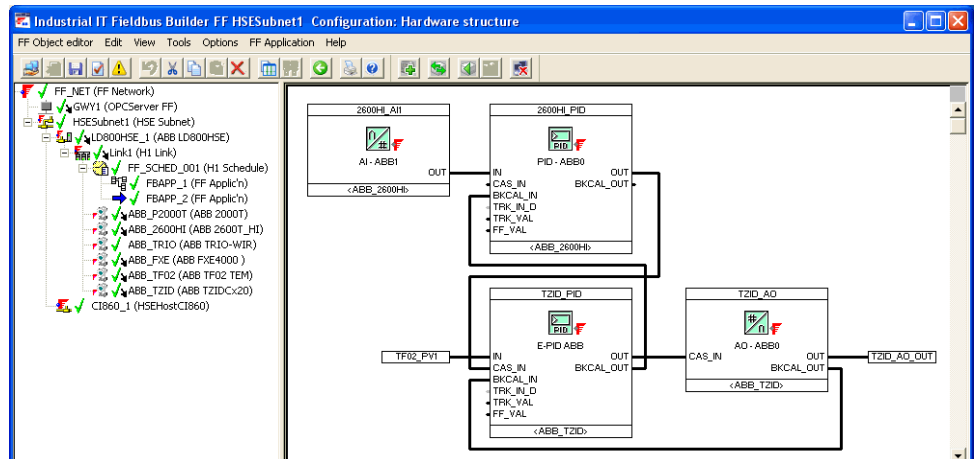 Industrial IT Fieldbus Builder FF HSESubnet1 Configuration: Hardware structure
FF Object editor Edit View Tools Options FF Application Help
FF_NET (FF Network)
GWY1 (OPCServer FF)
HSESubnet1 (HSE Subnet)
LD800HSE_1 (ABB LD800HSE)
Link1 (H1 Link)
FF_SCHED_001 (H1 Schedule)
FBAPP_1 (FF Applic'n)
FBAPP_2 (FF Applic'n)
ABB_P2000T (ABB 2000T)
ABB_2600HI (ABB 2600T_HI)
ABB_TRIO (ABB TRIO-WIR)
ABB_FXE (ABB FXE4000 )
ABB_TF02 (ABB TF02 TEM)
ABB_TZID (ABB TZIDCx20)
CI860_1 (HSEHostCI860)
2600HI_AI1
AI - ABB1
OUT
<ABB_2600HI>
2600HI_PID
PID
PID - ABB0
IN OUT
CAS_IN BKCAL_OUT
BKCAL_IN
TRK_IN_D
TRK_VAL
FF_VAL
<ABB_2600HI>
TF02_PV1
TZID_PID
PID
E-PID ABB
IN OUT
CAS_IN BKCAL_OUT
BKCAL_IN
TRK_IN_D
TRK_VAL
FF_VAL
<ABB_TZID>
TZID_AO
AO - ABB0
CAS_IN OUT
BKCAL_OUT
<ABB_TZID>
TZID_AO_OUT